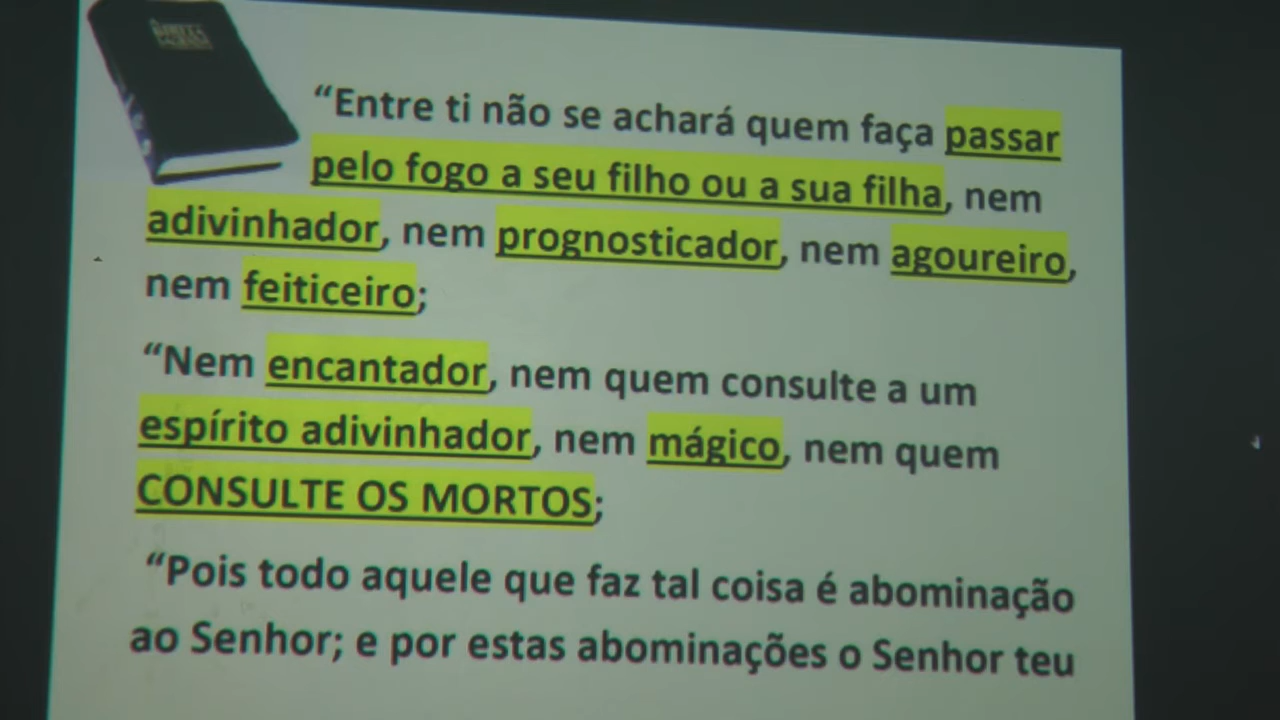 “Entre ti não se achará quem faça passar
pelo fogo a seu filho ou a sua filha, nem
adivinhador, nem prognosticador, nem agoureiro,
nem feiticeiro;
“Nem encantador, nem quem consulte a um
espírito adivinhador, nem mágico, nem quem
CONSULTE OS MORTOS;
“Pois todo aquele que faz tal coisa é abominação
ao Senhor; e por estas abominações o Senhor teu